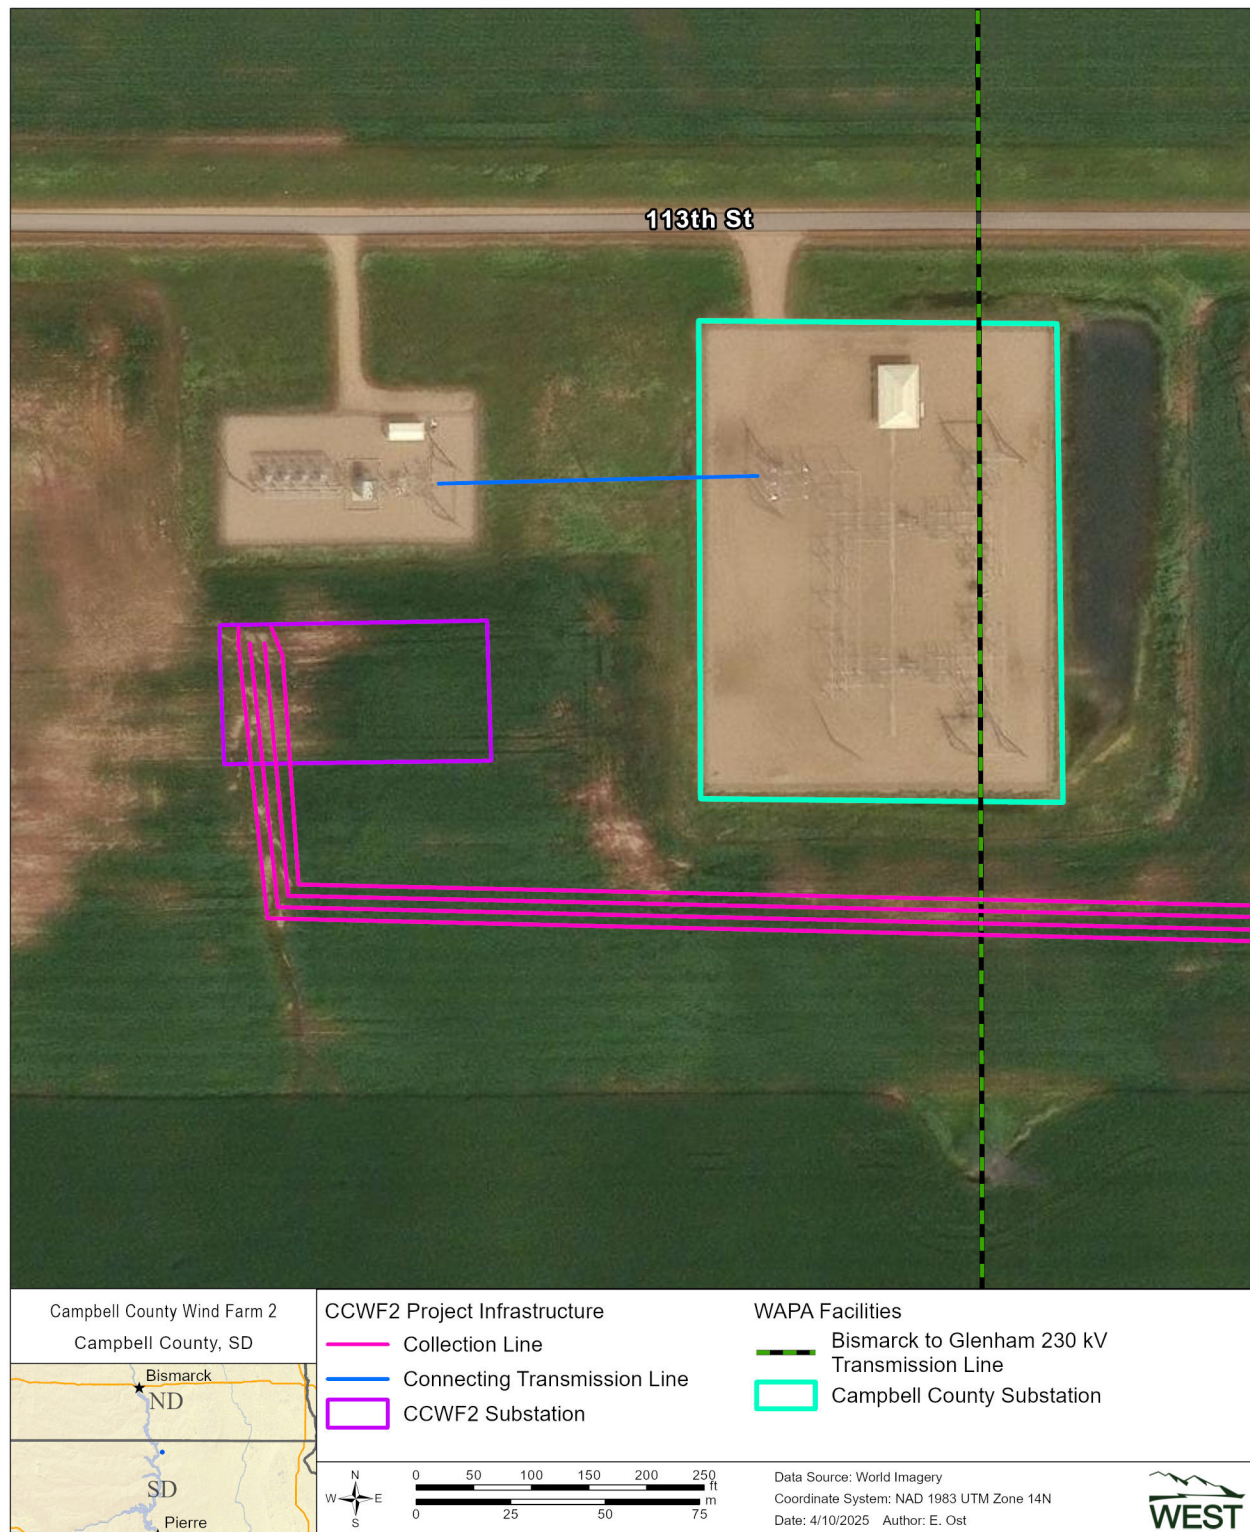 113th St
Campbell County Wind Farm 2
Campbell County, SD
Bismarck
ND
SD
Pierre
CCWF2 Project Infrastructure
Collection Line
Connecting Transmission Line
CCWF2 Substation
WAPA Facilities
Bismarck to Glenham 230 kV
Transmission Line
Campbell County Substation
N
W E
S
0 50 100 150 200 250
ft
m
0 25 50 75
Data Source: World Imagery
Coordinate System: NAD 1983 UTM Zone 14N
Date: 4/10/2025 Author: E. Ost
WEST